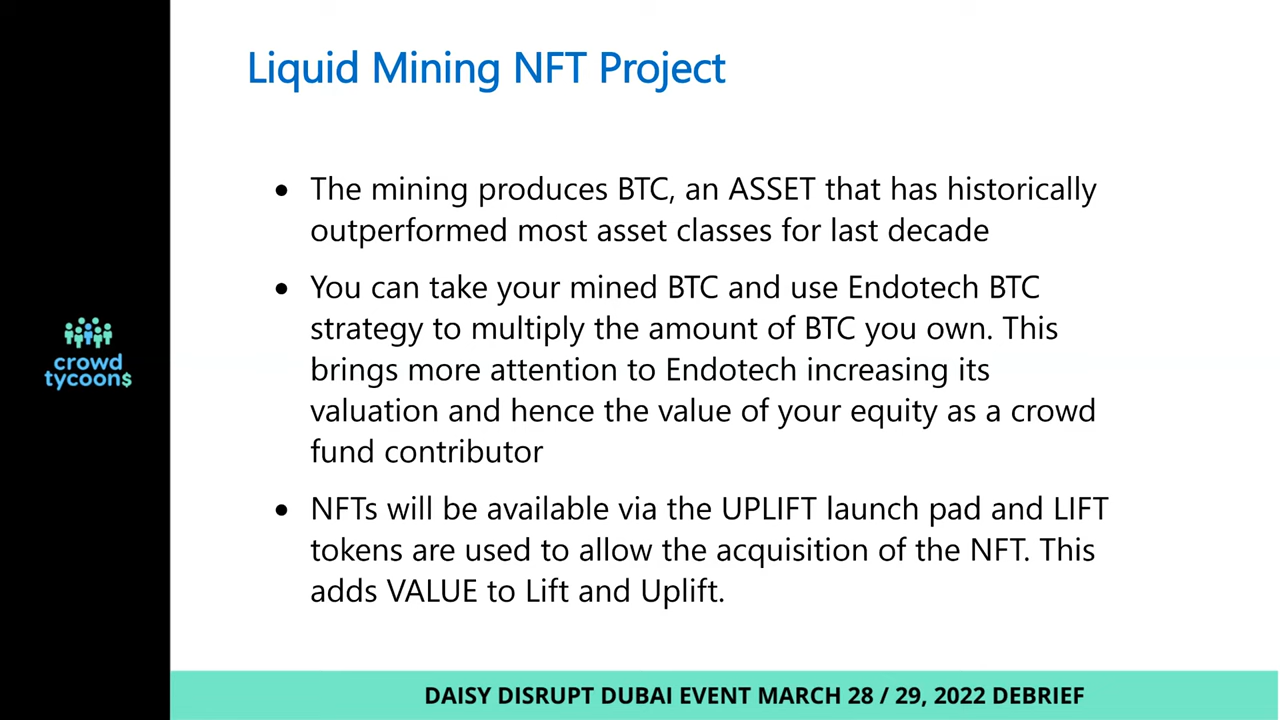 Liquid Mining NFT Project
• The mining produces BTC, an ASSET that has historically
outperformed most asset classes for last decade
• You can take your mined BTC and use Endotech BTC
strategy to multiply the amount of BTC you own. This
brings more attention to Endotech increasing its
valuation and hence the value of your equity as a crowd
fund contributor
• NFTs will be available via the UPLIFT launch pad and LIFT
tokens are used to allow the acquisition of the NFT. This
adds VALUE to Lift and Uplift.
crowd
tycoon$
DAISY DISRUPT DUBAI EVENT MARCH 28 / 29, 2022 DEBRIEF